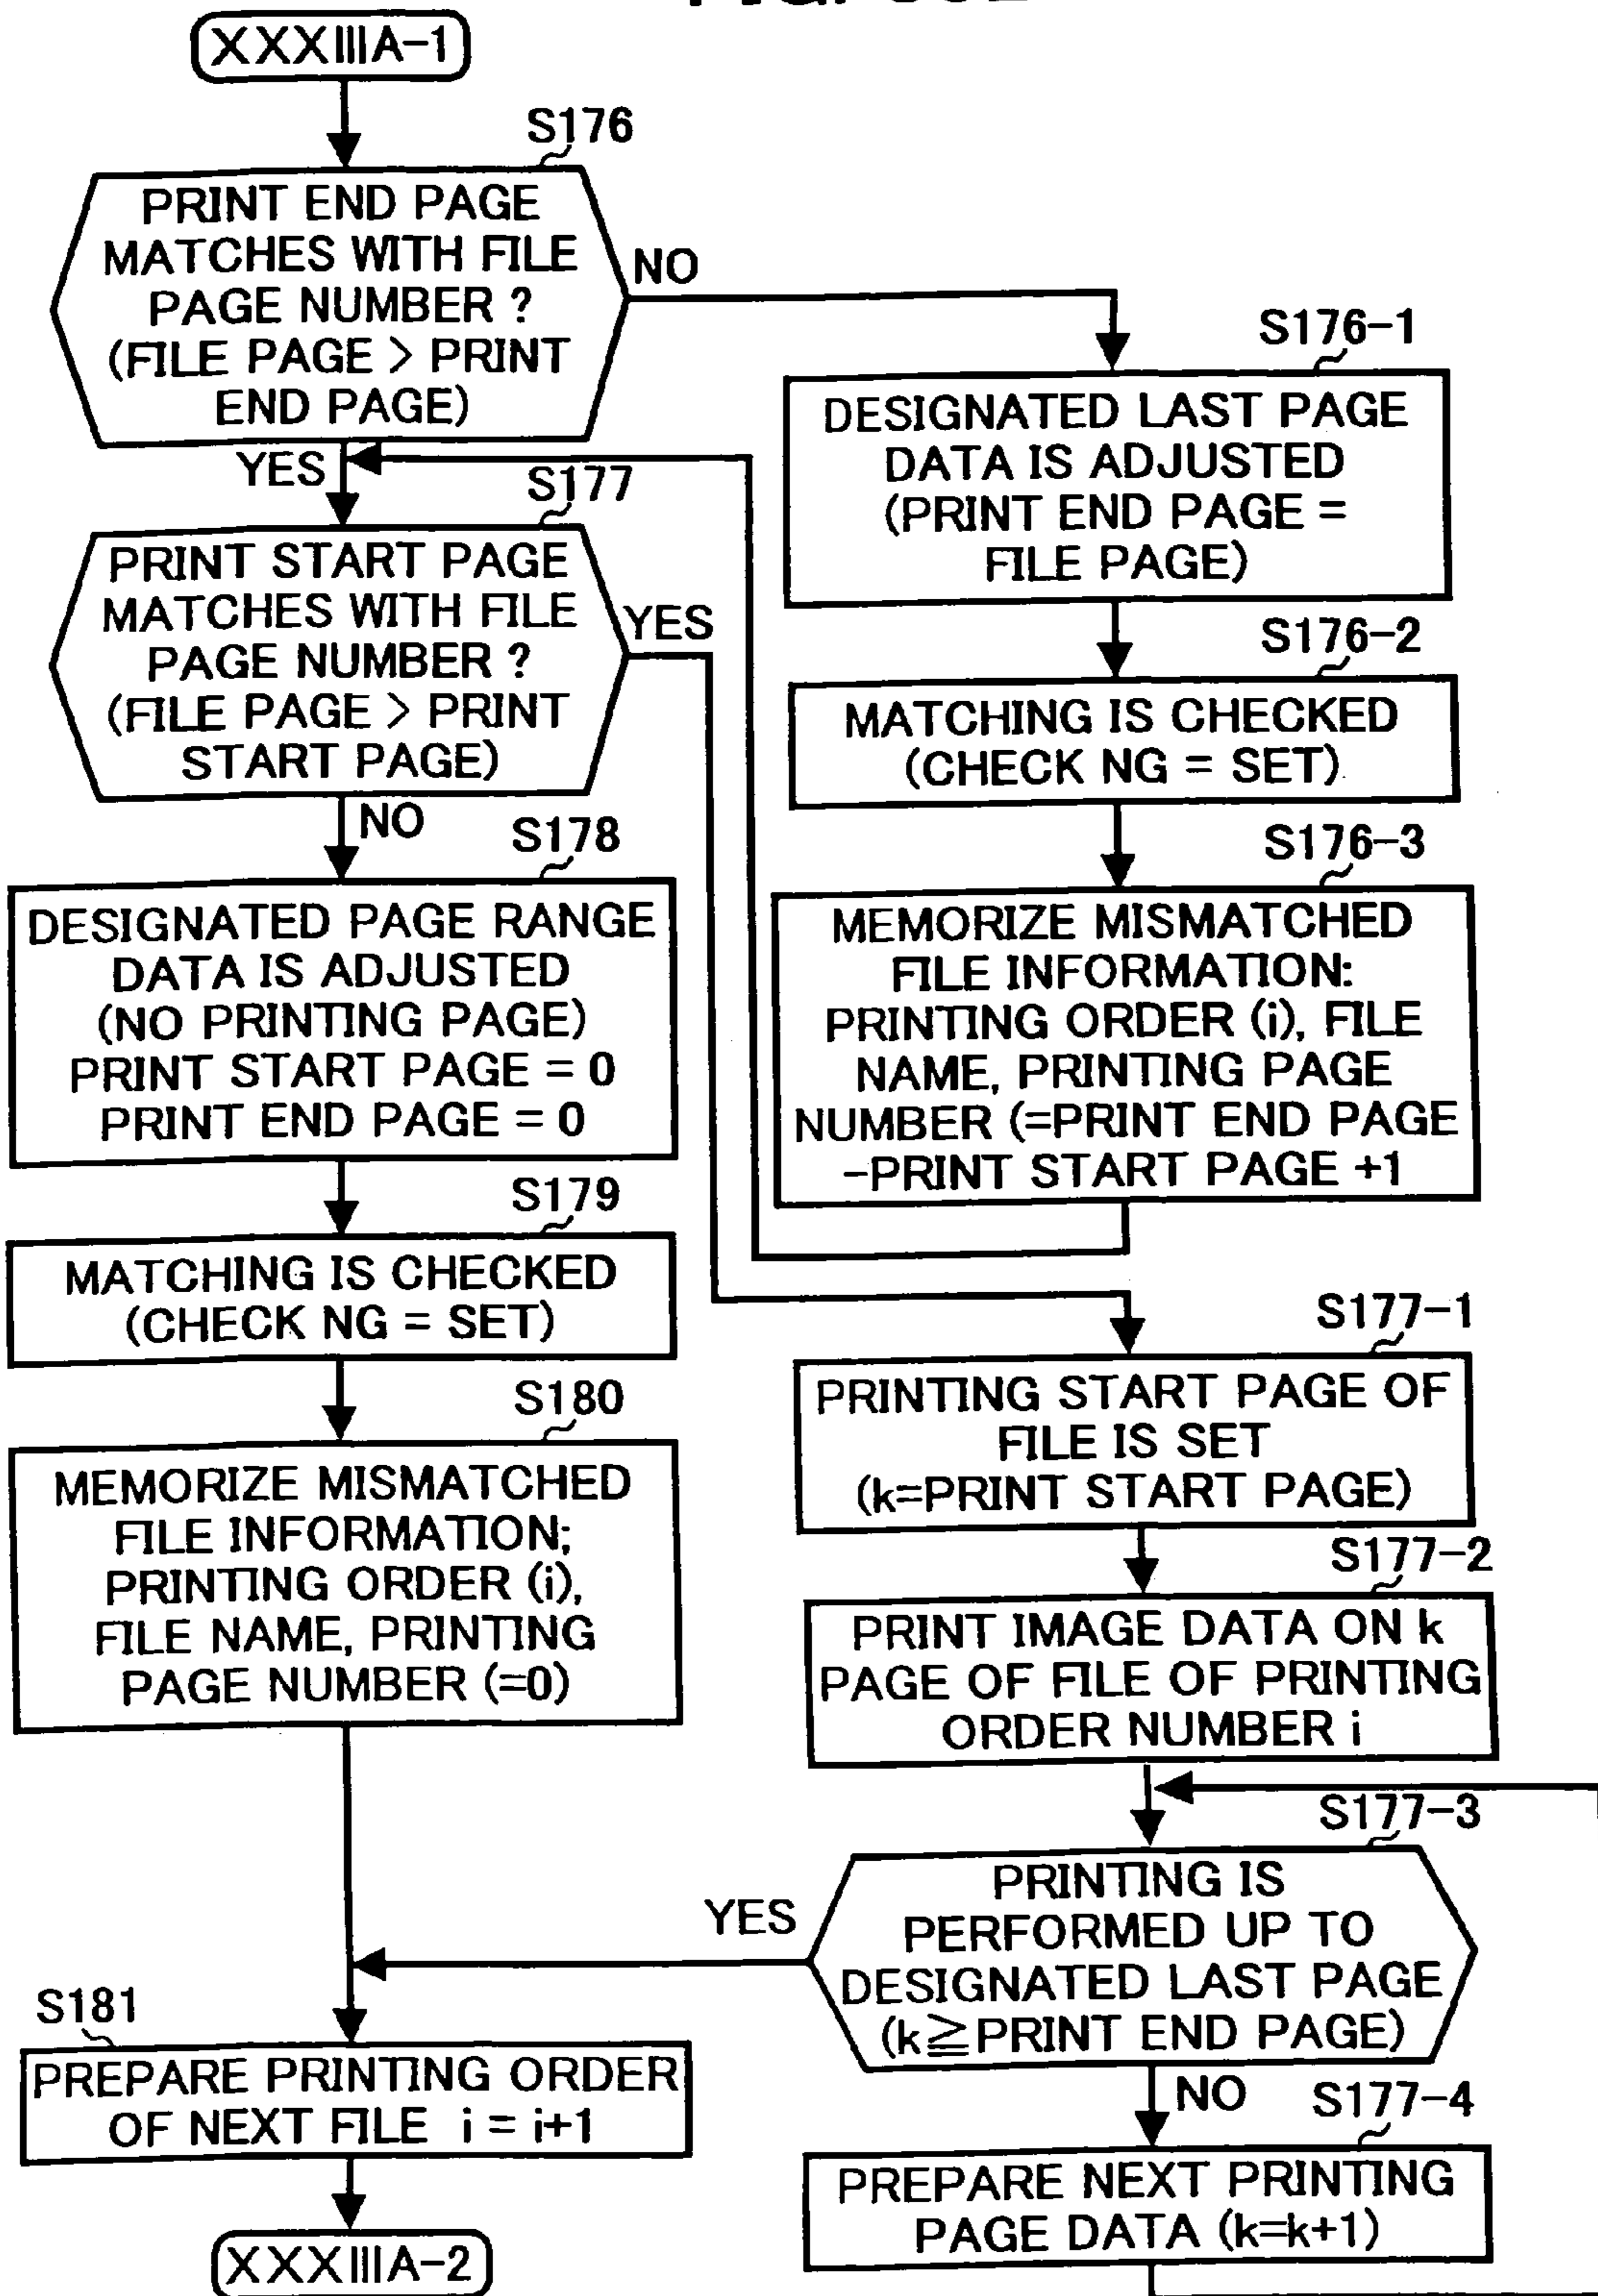 XXXIIIA-1
S176
PRINT END PAGE
MATCHES WITH FILE
PAGE NUMBER ?
(FILE PAGE > PRINT
END PAGE)
NO
YES
S176-1
DESIGNATED LAST PAGE
DATA IS ADJUSTED
(PRINT END PAGE =
FILE PAGE)
S176-2
MATCHING IS CHECKED
(CHECK NG = SET)
S176-3
MEMORIZE MISMATCHED
FILE INFORMATION:
PRINTING ORDER (i), FILE
NAME, PRINTING PAGE
NUMBER (=PRINT END PAGE
-PRINT START PAGE +1
S177
PRINT START PAGE
MATCHES WITH FILE
PAGE NUMBER ?
(FILE PAGE > PRINT
START PAGE)
YES
NO
S178
DESIGNATED PAGE RANGE
DATA IS ADJUSTED
(NO PRINTING PAGE)
PRINT START PAGE = 0
PRINT END PAGE = 0
S179
MATCHING IS CHECKED
(CHECK NG = SET)
S180
MEMORIZE MISMATCHED
FILE INFORMATION;
PRINTING ORDER (i),
FILE NAME, PRINTING
PAGE NUMBER (=0)
S177-1
PRINTING START PAGE OF
FILE IS SET
(k=PRINT START PAGE)
S177-2
PRINT IMAGE DATA ON k
PAGE OF FILE OF PRINTING
ORDER NUMBER i
S177-3
PRINTING IS
PERFORMED UP TO
DESIGNATED LAST PAGE
(k≧PRINT END PAGE)
YES
NO
S177-4
PREPARE NEXT PRINTING
PAGE DATA (k=k+1)
S181
PREPARE PRINTING ORDER
OF NEXT FILE i = i+1
XXXIIIA-2